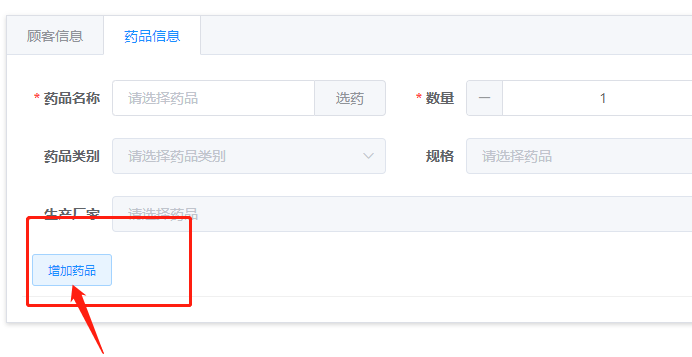 顾客信息 药品信息
* 药品名称 请选择药品 选药 * 数量 — 1
药品类别 请选择药品类别 规格 请选择药品
生产厂家 请选择药品
增加药品